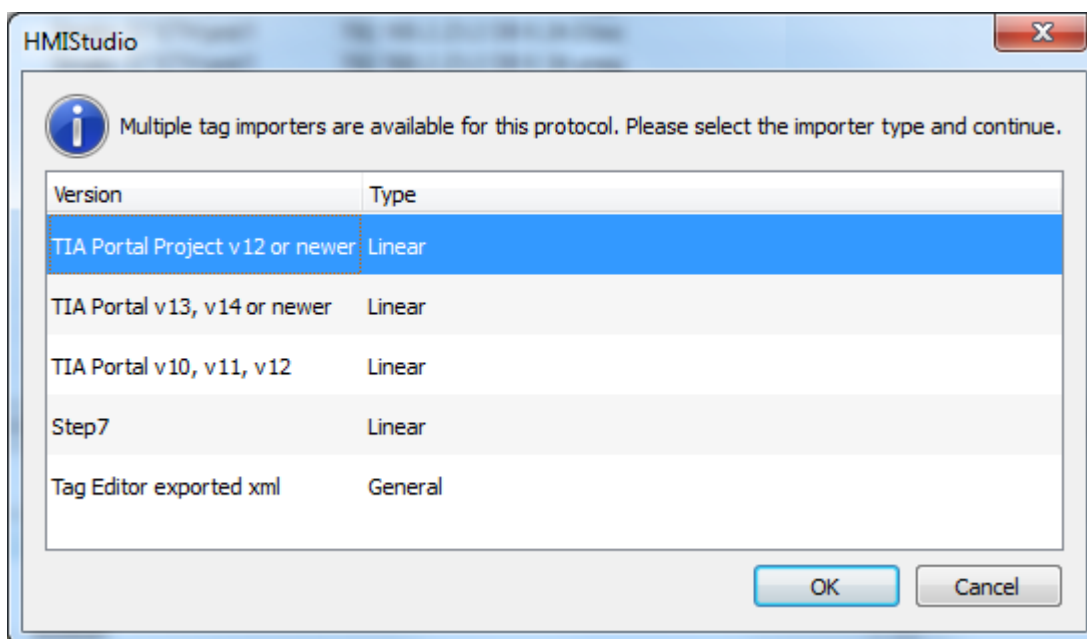 HMIStudio
Multiple tag importers are available for this protocol. Please select the importer type and continue.
Version Type
TIA Portal Project v12 or newer Linear
TIA Portal v13, v14 or newer Linear
TIA Portal v10, v11, v12 Linear
Step7 Linear
Tag Editor exported xml General
OK Cancel